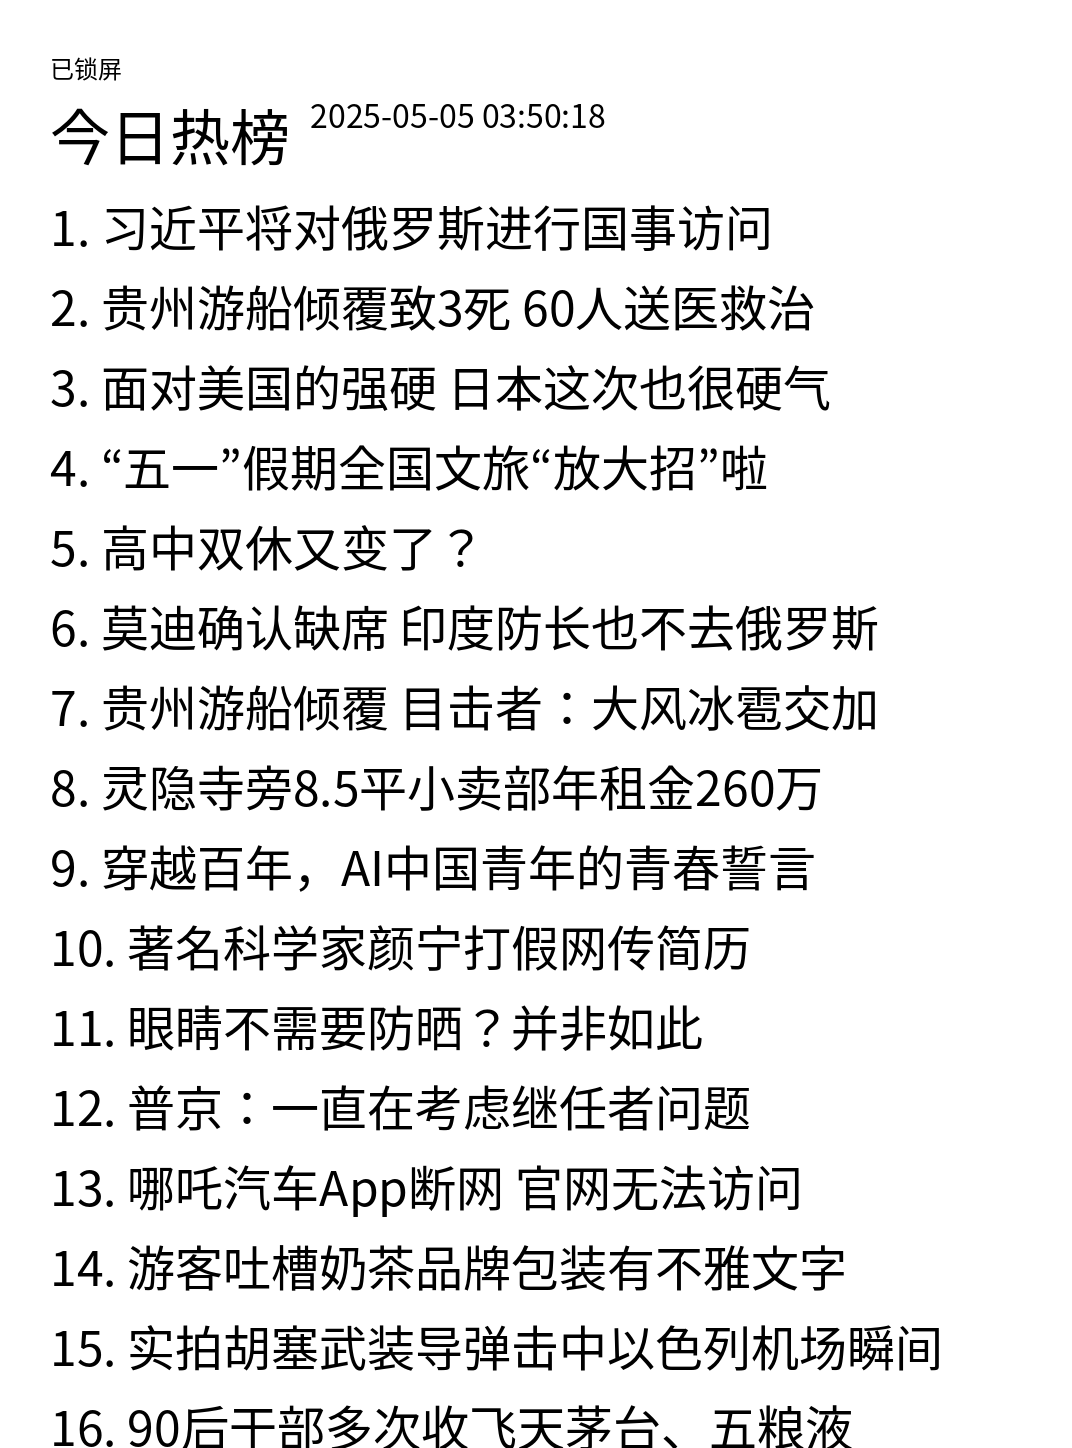 已锁屏
今日热榜 2025-05-05 03:50:18
1. 习近平将对俄罗斯进行国事访问
2. 贵州游船倾覆致3死 60人送医救治
3. 面对美国的强硬 日本这次也很硬气
4. “五一”假期全国文旅“放大招”啦
5. 高中双休又变了？
6. 莫迪确认缺席 印度防长也不去俄罗斯
7. 贵州游船倾覆 目击者：大风冰雹交加
8. 灵隐寺旁8.5平小卖部年租金260万
9. 穿越百年，AI中国青年的青春誓言
10. 著名科学家颜宁打假网传简历
11. 眼睛不需要防晒？并非如此
12. 普京：一直在考虑继任者问题
13. 哪吒汽车App断网 官网无法访问
14. 游客吐槽奶茶品牌包装有不雅文字
15. 实拍胡塞武装导弹击中以色列机场瞬间
16. 90后干部多次收飞天茅台、五粮液